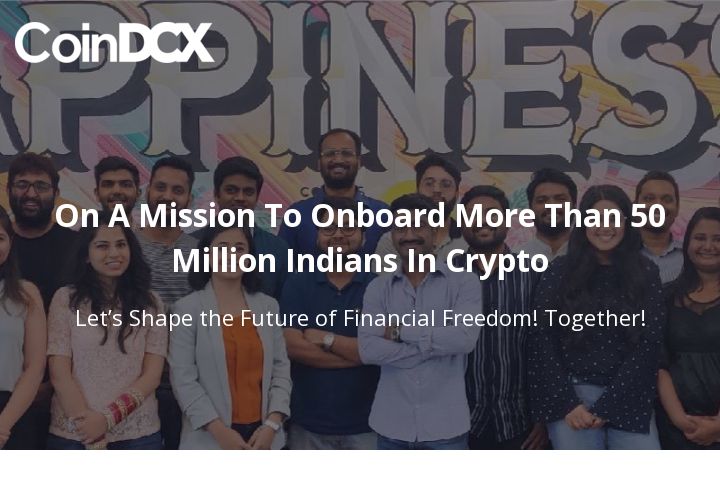 CoinDCX
APPINESS
On A Mission To Onboard More Than 50
Million Indians In Crypto
Let’s Shape the Future of Financial Freedom! Together!